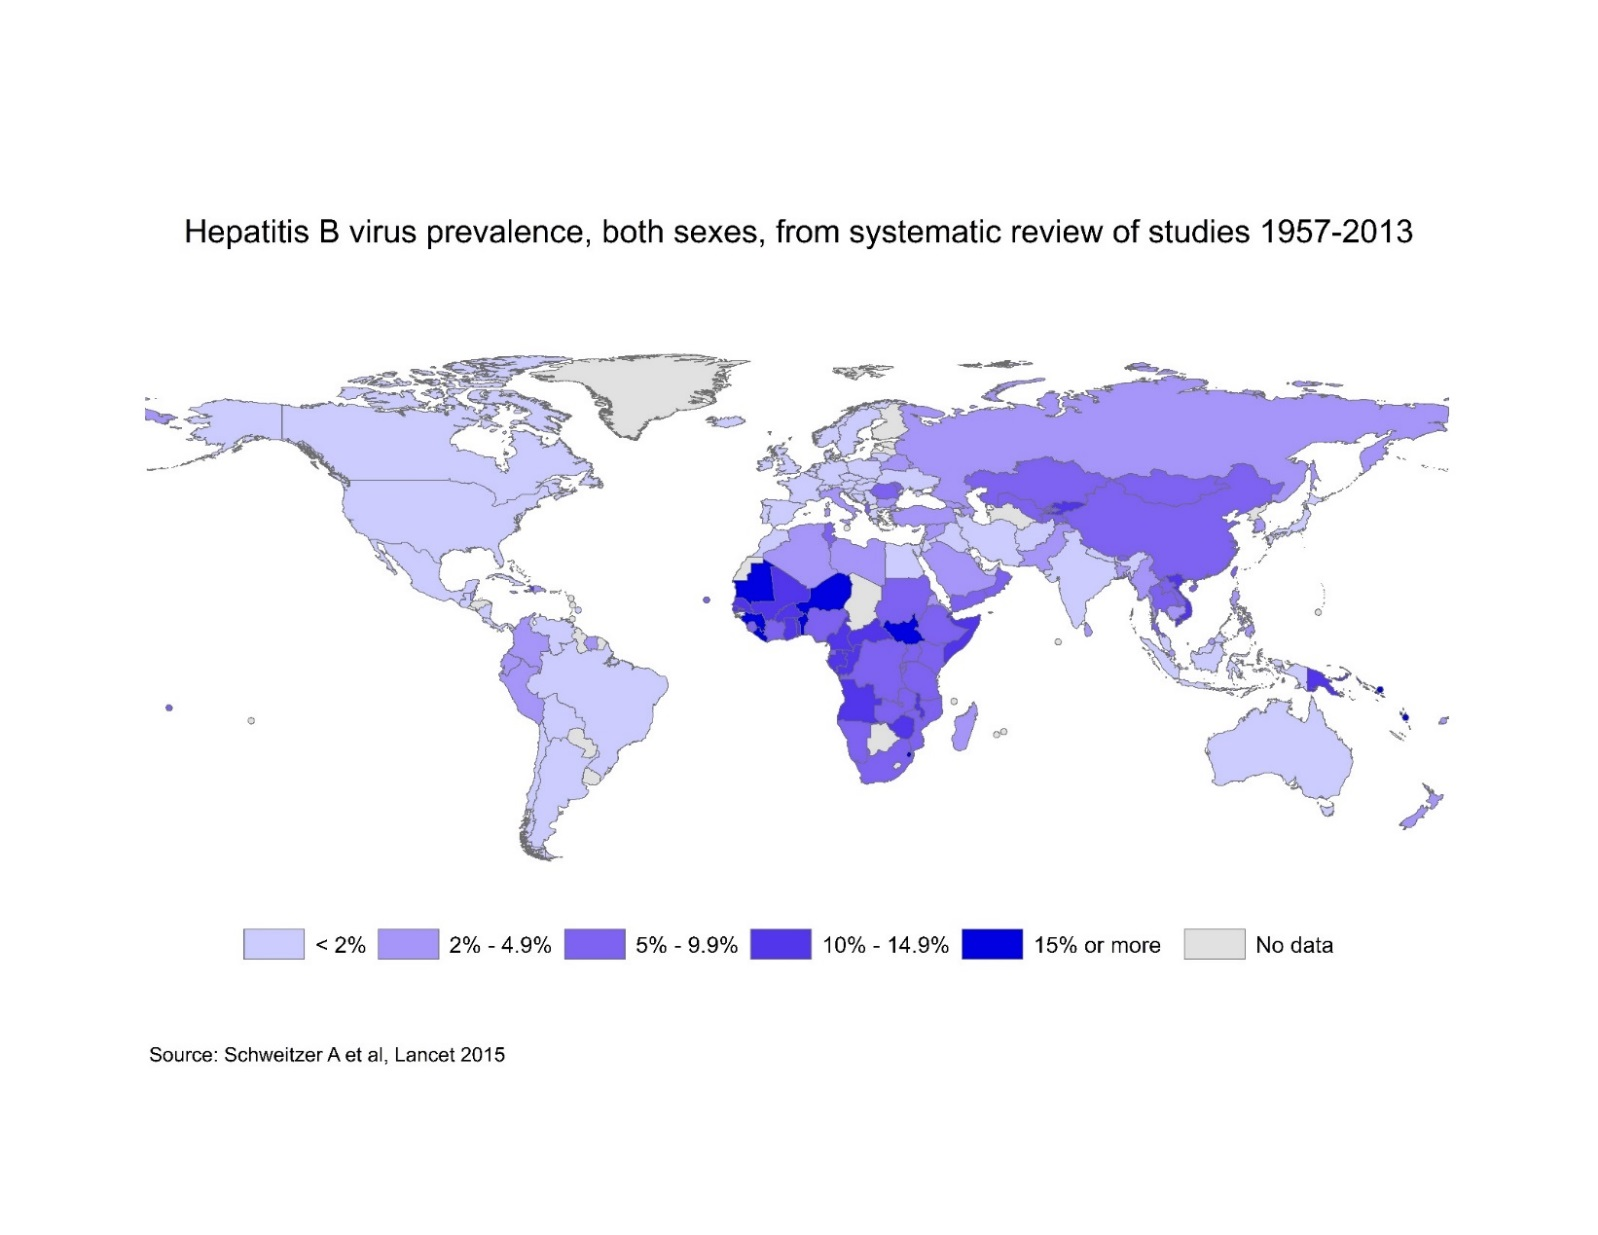 Hepatitis B virus prevalence, both sexes, from systematic review of studies 1957-2013
< 2% 2% - 4.9% 5% - 9.9% 10% - 14.9% 15% or more No data
Source: Schweitzer A et al, Lancet 2015